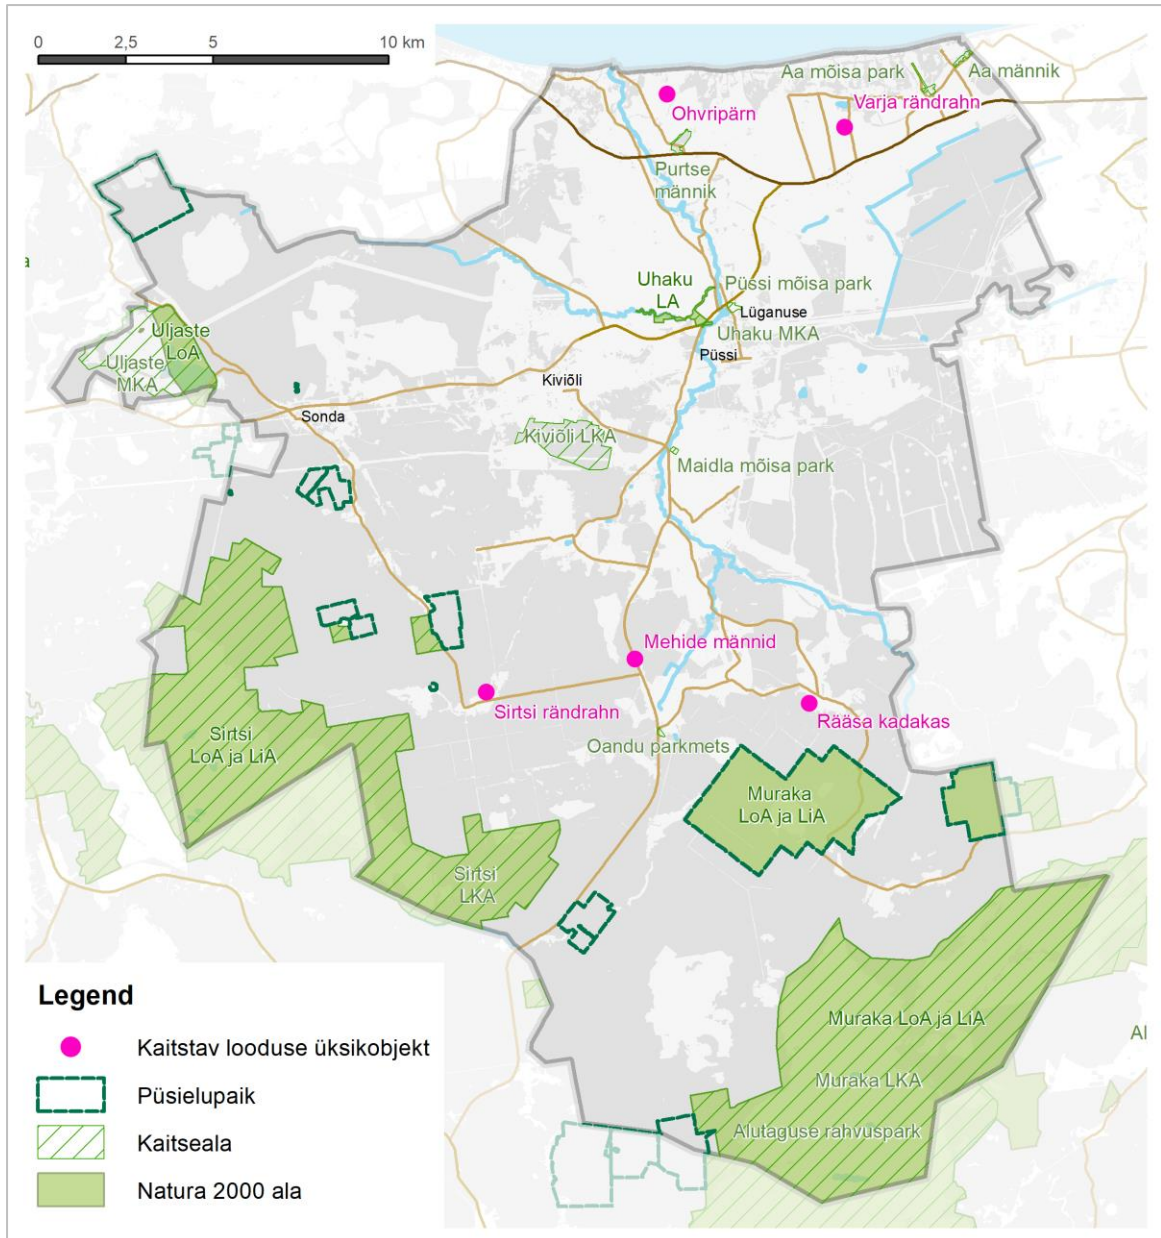 0
2,5
5
10 km
Aa mõisa park
Aa männik
Ohvripärn
Varja rändrahn
Purtse
männik
Uhaku
LA
Püssi mõisa park
Lüganuse
Uhaku MKA
Püssi
Uljaste
LoA
Uljaste
MKA
Kiviõli
Sonda
Kiviõli LKA
Maidla mõisa park
Mehide männid
Sirtsi rändrahn
Rääsa kadakas
Oandu parkmets
Sirtsi
LoA ja LiA
Muraka
LoA ja LiA
Sirtsi
LKA
Muraka LoA ja LiA
Al
Muraka LKA
Alutaguse rahvuspark
Legend
Kaitstav looduse üksikobjekt
Püsielupaik
Kaitseala
Natura 2000 ala